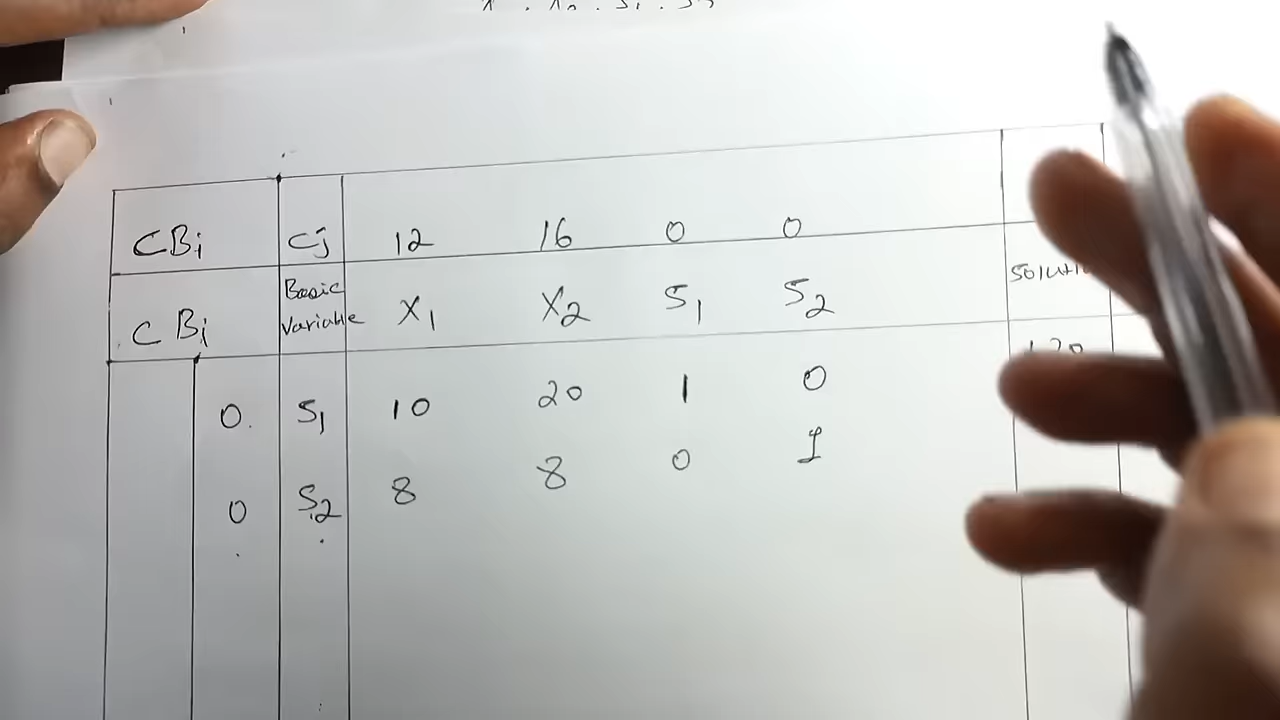 CBi Cj 12 16 0 0
CBi Basic Variable X1 X2 S1 S2
0. S1 10 20 1 0
0 S2 8 8 0 1